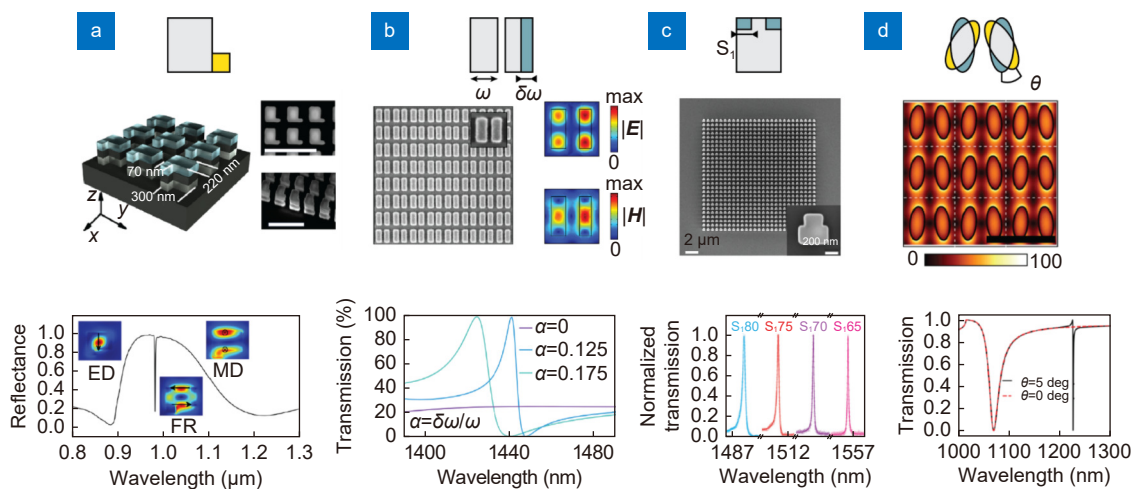 a
70 nm
300 nm
220 nm
z
y
x
Reflectance
1.0
0.8
0.6
0.4
0.2
ED
FR
MD
0.8 0.9 1.0 1.1 1.2 1.3
Wavelength (μm)
b
ω
δω
max
|E|
0
max
|H|
0
Transmission (%)
100
80
60
40
20
0
α=0
α=0.125
α=0.175
α=δω/ω
1400 1440 1480
Wavelength (nm)
c
S1
2 μm
200 nm
Normalized
transmission
1.0
0.8
0.6
0.4
0.2
0.0
S180 S175 S170 S165
1487 1512 1557
Wavelength (nm)
d
θ
0 100
Transmission
1.0
0.8
0.6
0.4
0.2
0
θ=5 deg
θ=0 deg
1000 1100 1200 1300
Wavelength (nm)